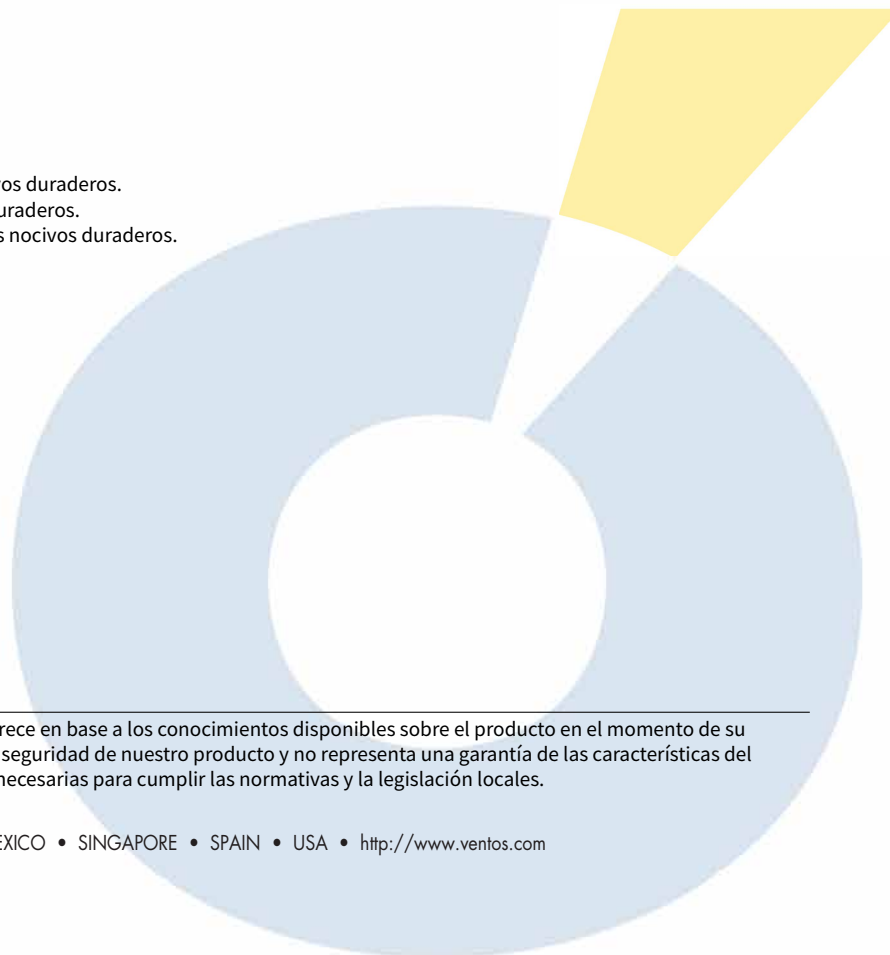 os duraderos.
uraderos.
s nocivos duraderos.
rece en base a los conocimientos disponibles sobre el producto en el momento de su
seguridad de nuestro producto y no representa una garantía de las características del
necesarias para cumplir las normativas y la legislación locales.
EXICO • SINGAPORE • SPAIN • USA • http://www.ventos.com